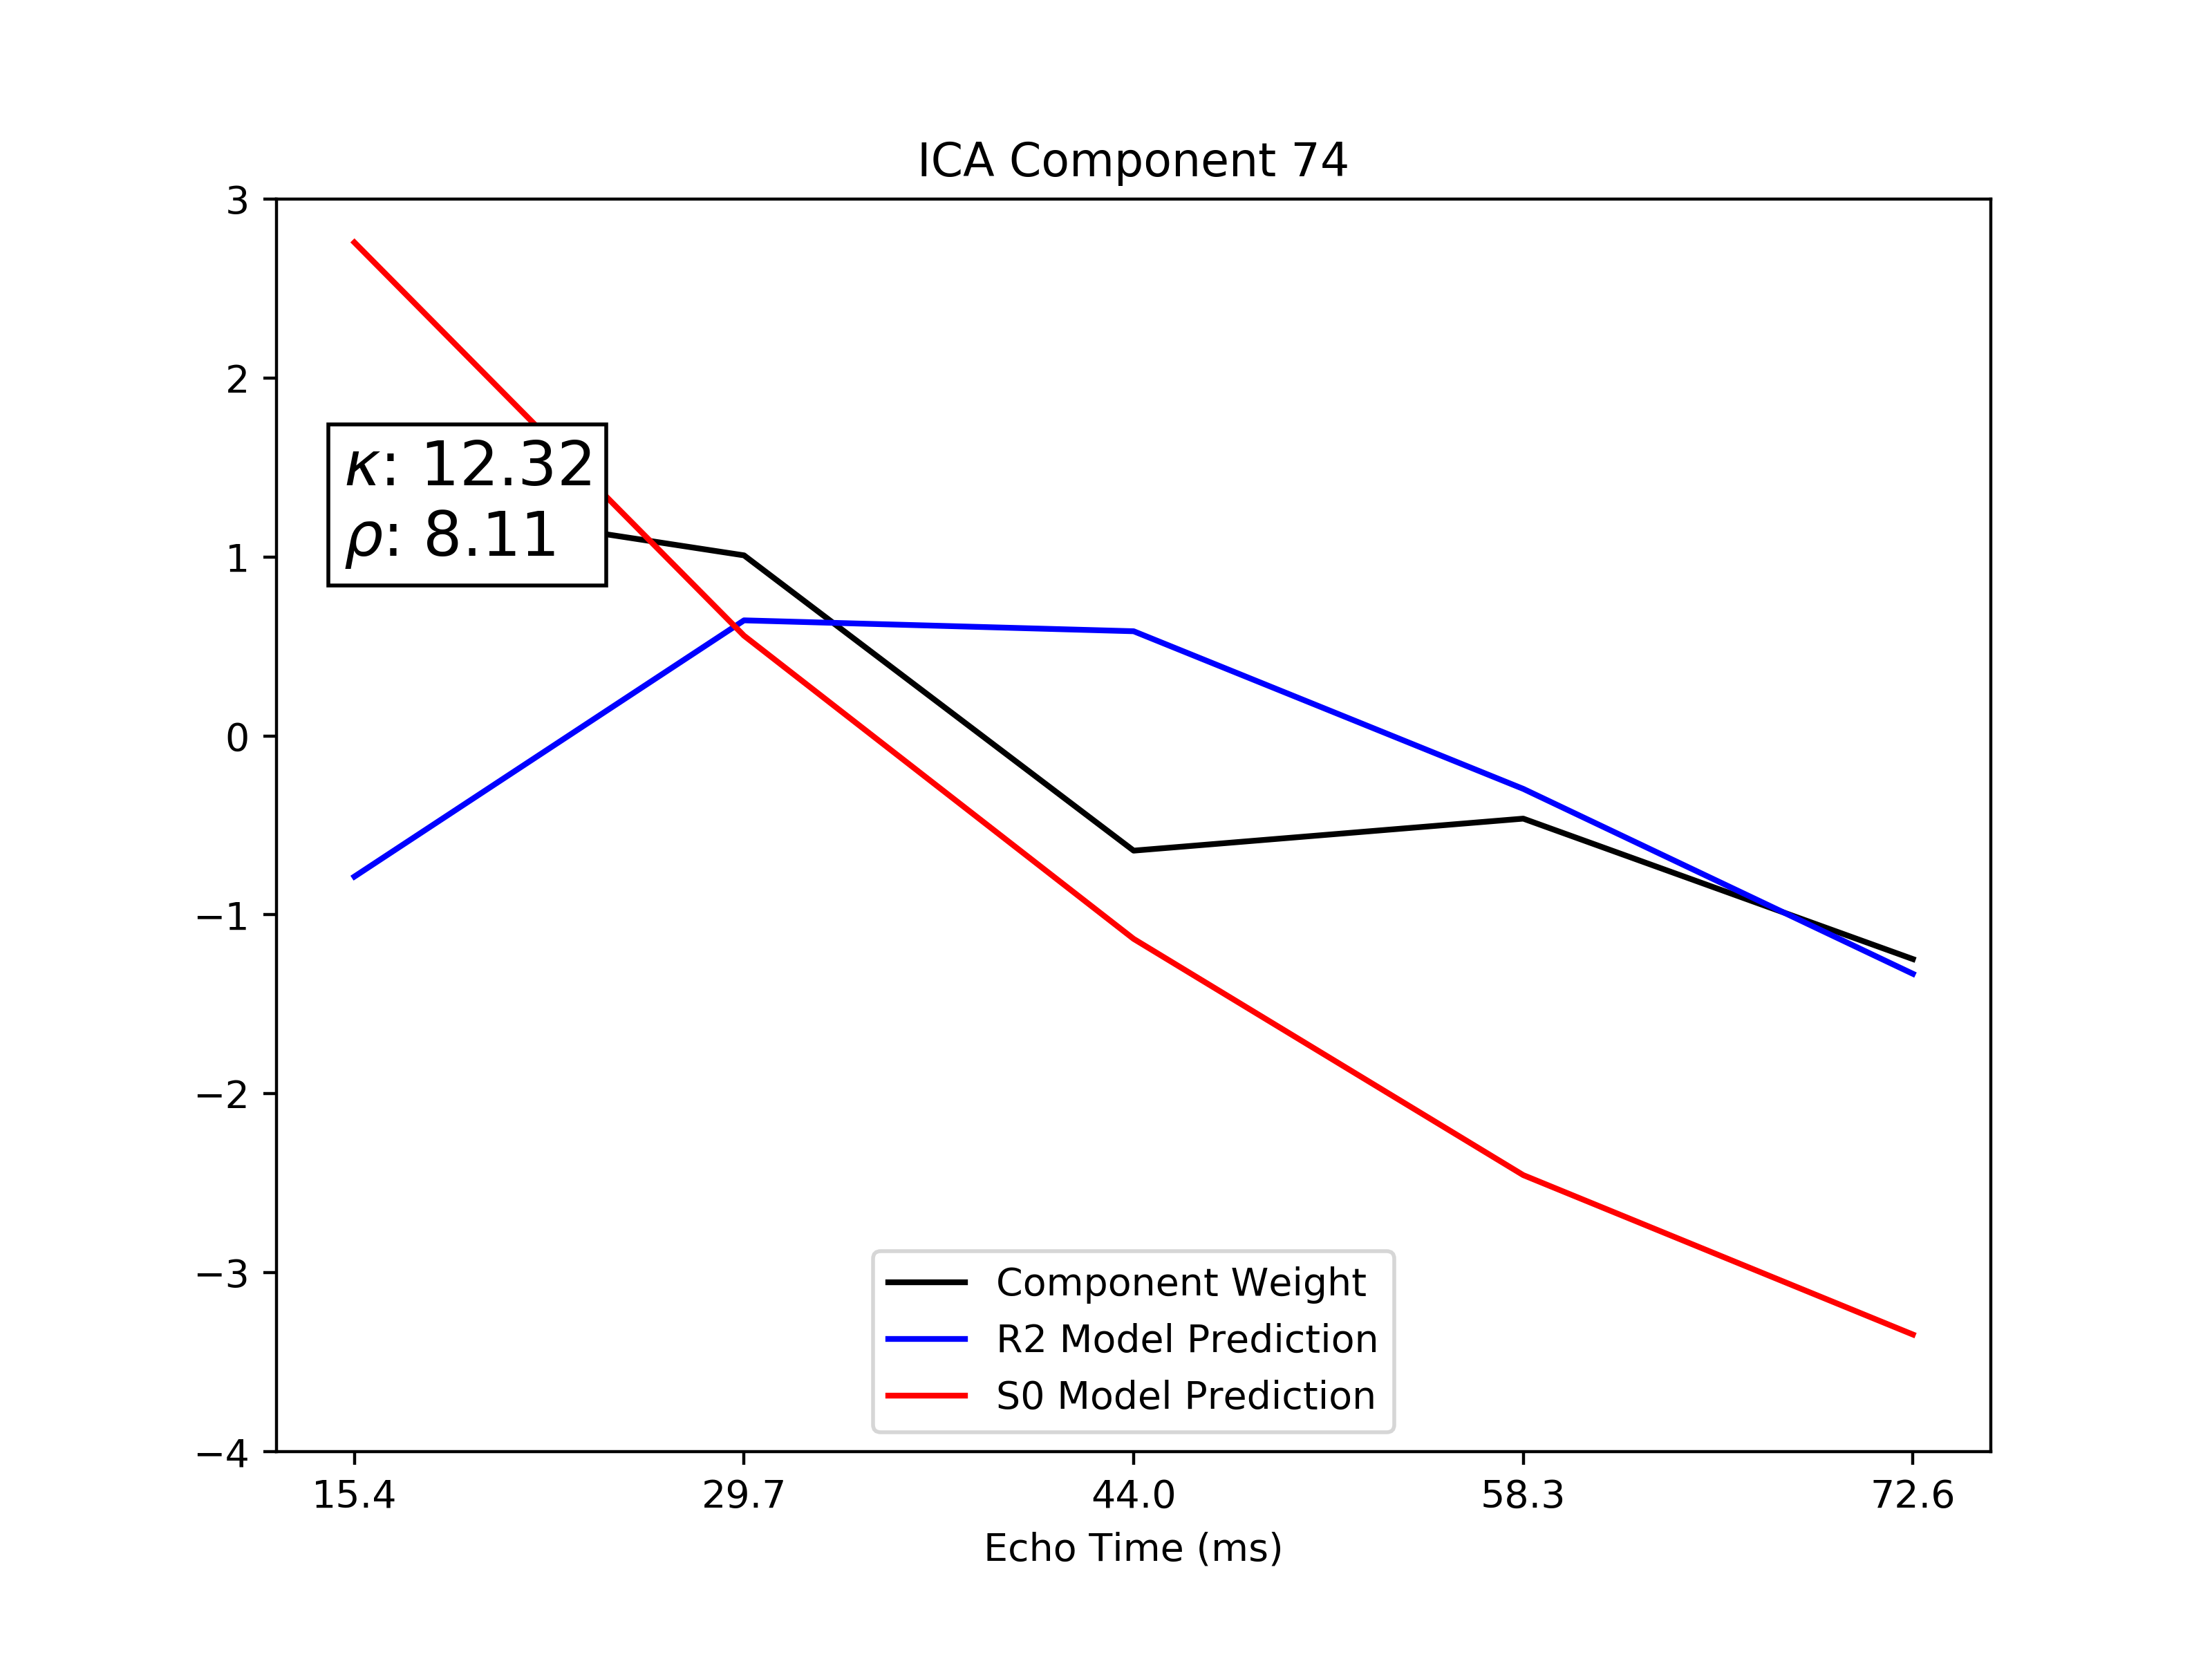 ICA Component 74
3
2
1
0
−1
−2
−3
−4
κ: 12.32
ρ: 8.11
Component Weight
R2 Model Prediction
S0 Model Prediction
15.4 29.7 44.0 58.3 72.6
Echo Time (ms)